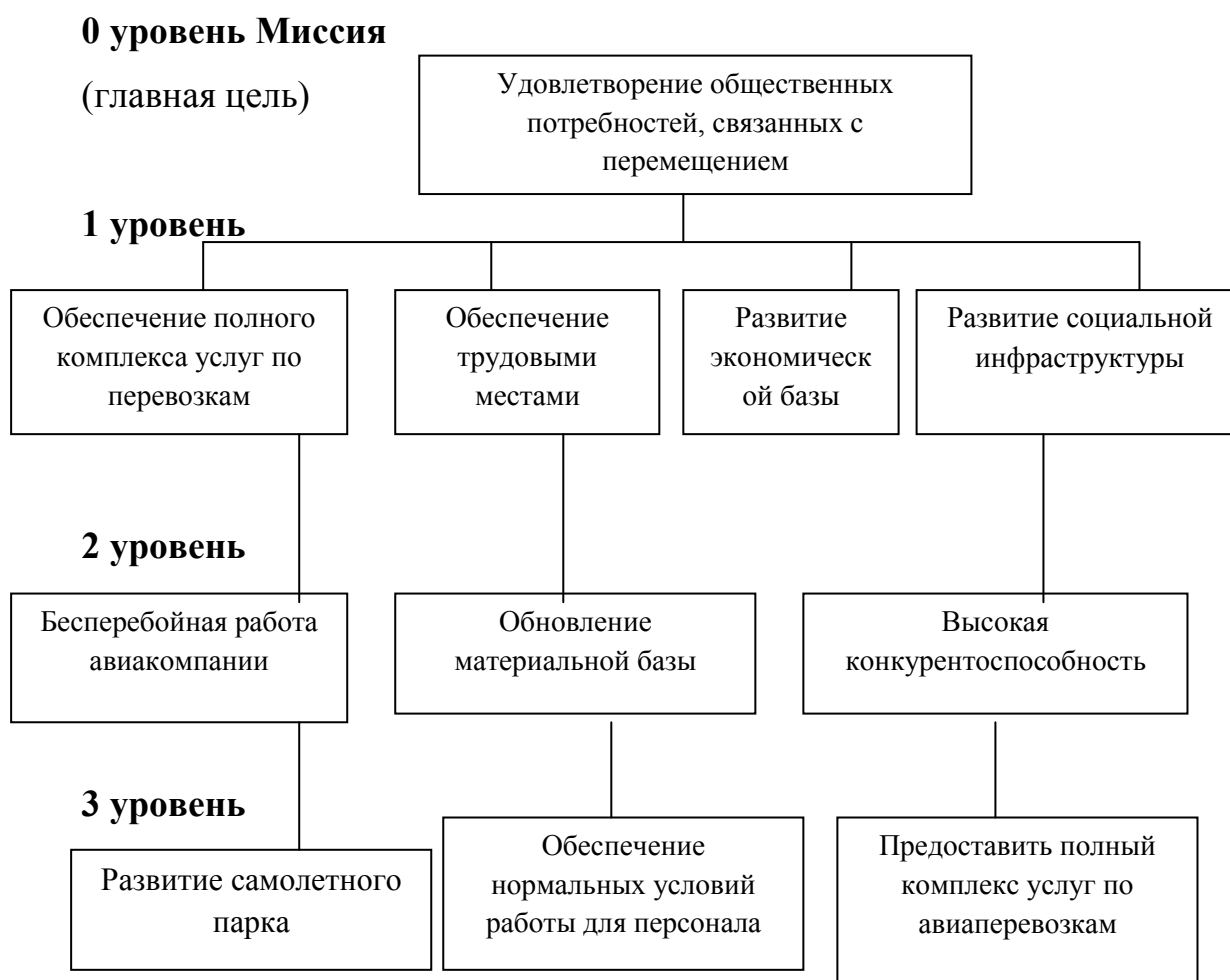 0 уровень Миссия
(главная цель)
Удовлетворение общественных
потребностей, связанных с
перемещением
1 уровень
Обеспечение полного
комплекса услуг по
перевозкам
Обеспечение
трудовыми
местами
Развитие
экономическ
ой базы
Развитие социальной
инфраструктуры
2 уровень
Бесперебойная работа
авиакомпании
Обновление
материальной базы
Высокая
конкурентоспособность
3 уровень
Развитие самолетного
парка
Обеспечение
нормальных условий
работы для персонала
Предоставить полный
комплекс услуг по
авиаперевозкам